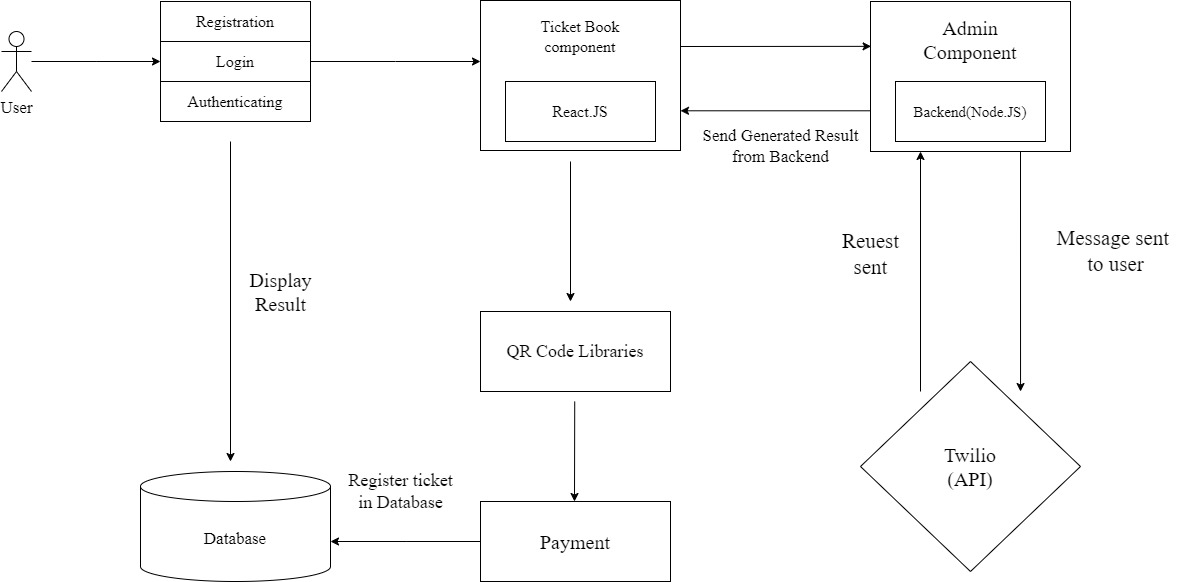 User
Registration
Login
Authenticating
Ticket Book
component
React.JS
Admin
Component
Backend(Node.JS)
Send Generated Result
from Backend
Reuest
sent
Message sent
to user
Display
Result
QR Code Libraries
Twilio
(API)
Register ticket
in Database
Database
Payment